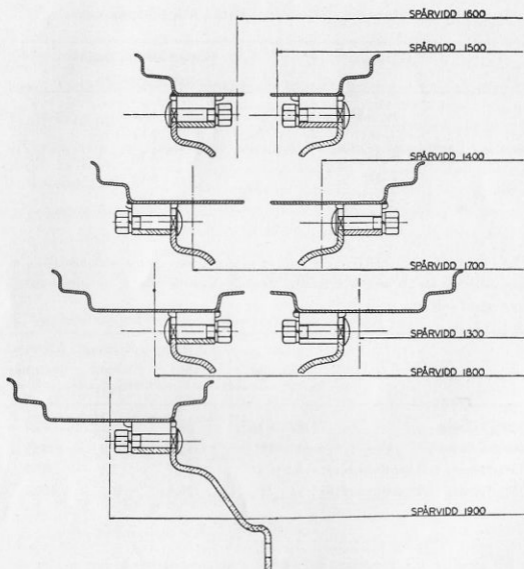 SPÅRVIDD 1600
SPÅRVIDD 1500
SPÅRVIDD 1400
SPÅRVIDD 1700
SPÅRVIDD 1300
SPÅRVIDD 1800
SPÅRVIDD 1900